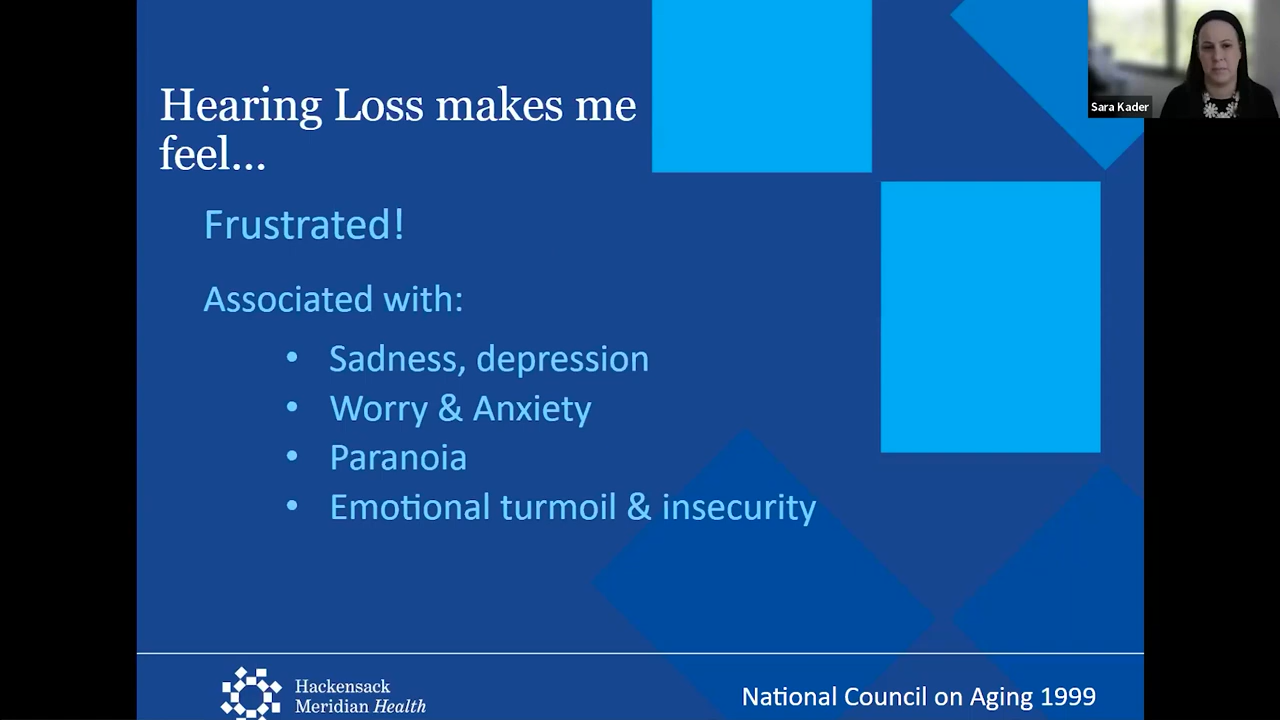 Hearing Loss makes me
feel...
Sara Kader
Frustrated!
Associated with:
• Sadness, depression
• Worry & Anxiety
• Paranoia
• Emotional turmoil & insecurity
Hackensack
Meridian Health
National Council on Aging 1999